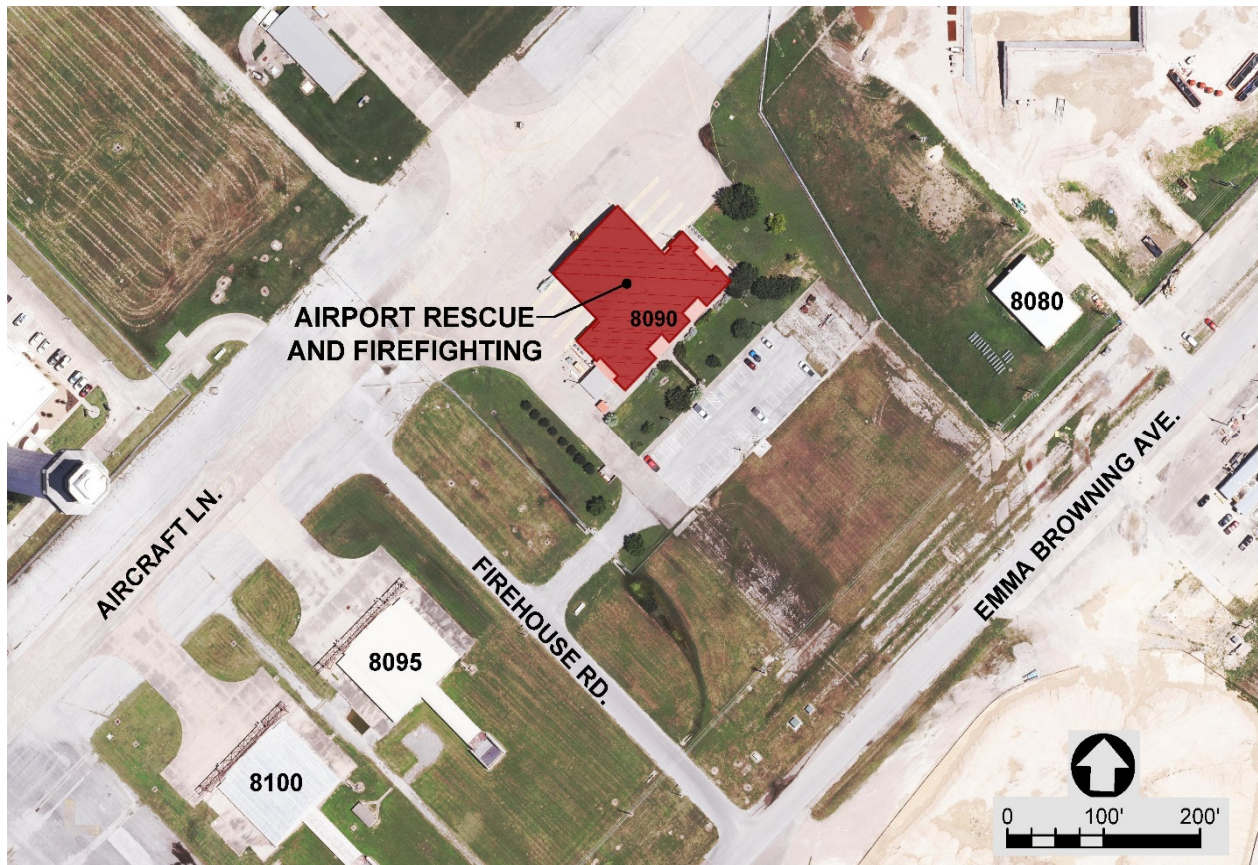 8080
AIRPORT RESCUE
AND FIREFIGHTING
8090
AIRCRAFT LN.
FIREHOUSE RD.
EMMA BROWNING AVE.
8095
8100
0 100' 200'